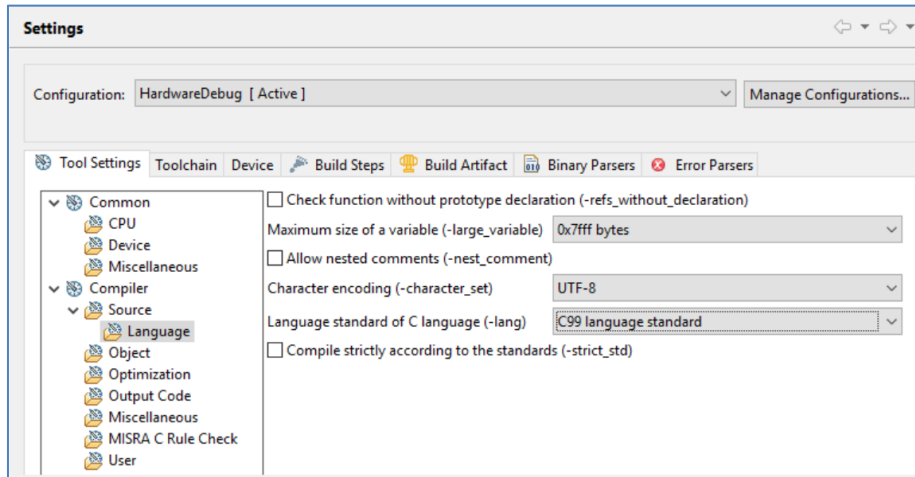 Settings
Configuration: HardwareDebug [ Active ] Manage Configurations...
Tool Settings Toolchain Device Build Steps Build Artifact Binary Parsers Error Parsers
Common
CPU
Device
Miscellaneous
Compiler
Source
Language
Object
Optimization
Output Code
Miscellaneous
MISRA C Rule Check
User
Check function without prototype declaration (-refs_without_declaration)
Maximum size of a variable (-large_variable) 0x7fff bytes
Allow nested comments (-nest_comment)
Character encoding (-character_set) UTF-8
Language standard of C language (-lang) C99 language standard
Compile strictly according to the standards (-strict_std)